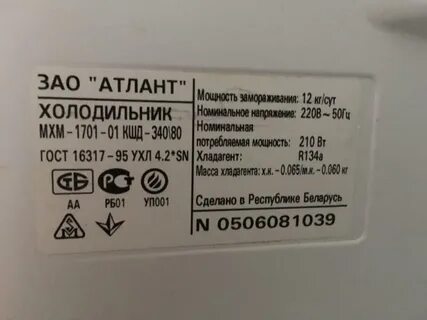 ЗАО "АТЛАНТ"
ХОЛОДИЛЬНИК
МХМ-1701-01 КШД-340\80
ГОСТ 16317-95 УХЛ 4.2*SN
АА РБ01 УП001
Мощность замораживания: 12 кг/сут
Номинальное напряжение: 220В ~ 50Гц
Номинальная
потребляемая мощность: 210 Вт
Хладагент: R134a
Масса хладагента: х.к. -0.065/м.к. -0.060 кг
Сделано в Республике Беларусь
N 0506081039